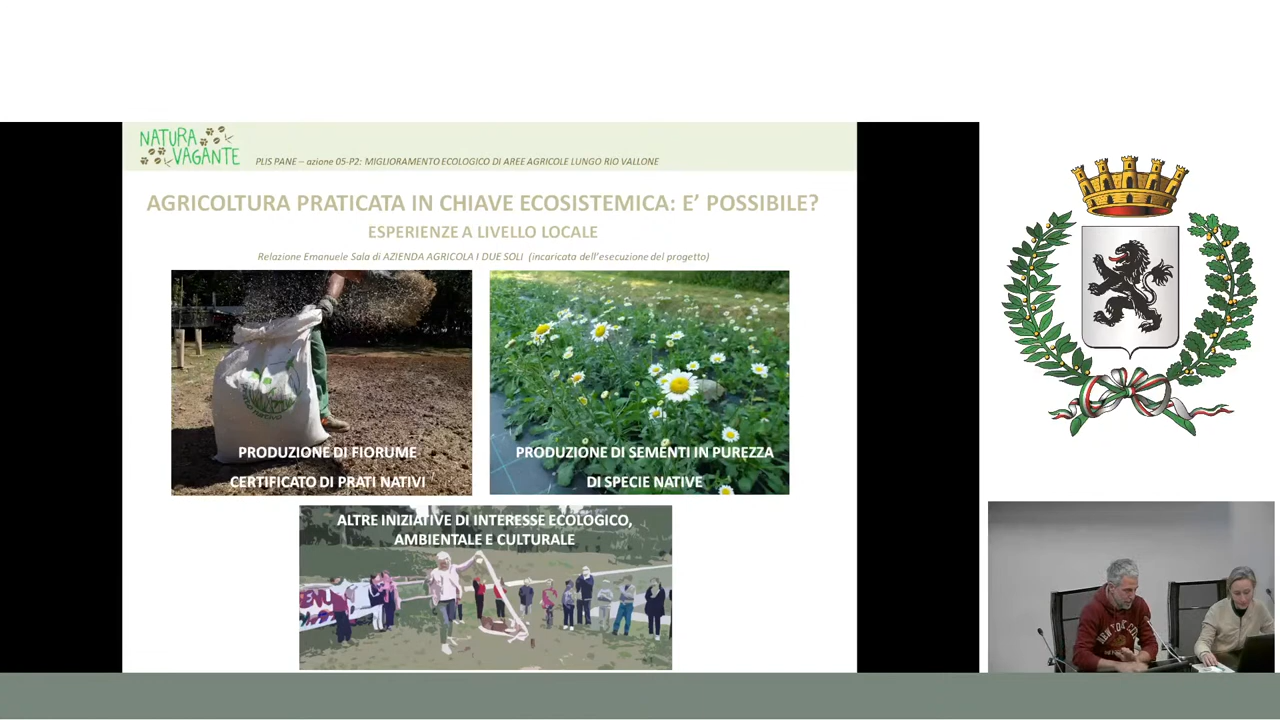 NATURA
VAGANTE
PLIS PANE – azione 05-P2: MIGLIORAMENTO ECOLOGICO DI AREE AGRICOLE LUNGO RIO VALLONE
AGRICOLTURA PRATICATA IN CHIAVE ECOSISTEMICA: E' POSSIBILE?
ESPERIENZE A LIVELLO LOCALE
Relazione Emanuele Sala di AZIENDA AGRICOLA I DUE SOLI (incaricata dell'esecuzione del progetto)
PRODUZIONE DI FIORUME
CERTIFICATO DI PRATI NATIVI
PRODUZIONE DI SEMENTI IN PUREZZA
DI SPECIE NATIVE
ALTRE INIZIATIVE DI INTERESSE ECOLOGICO,
AMBIENTALE E CULTURALE
NEW YORK CITY